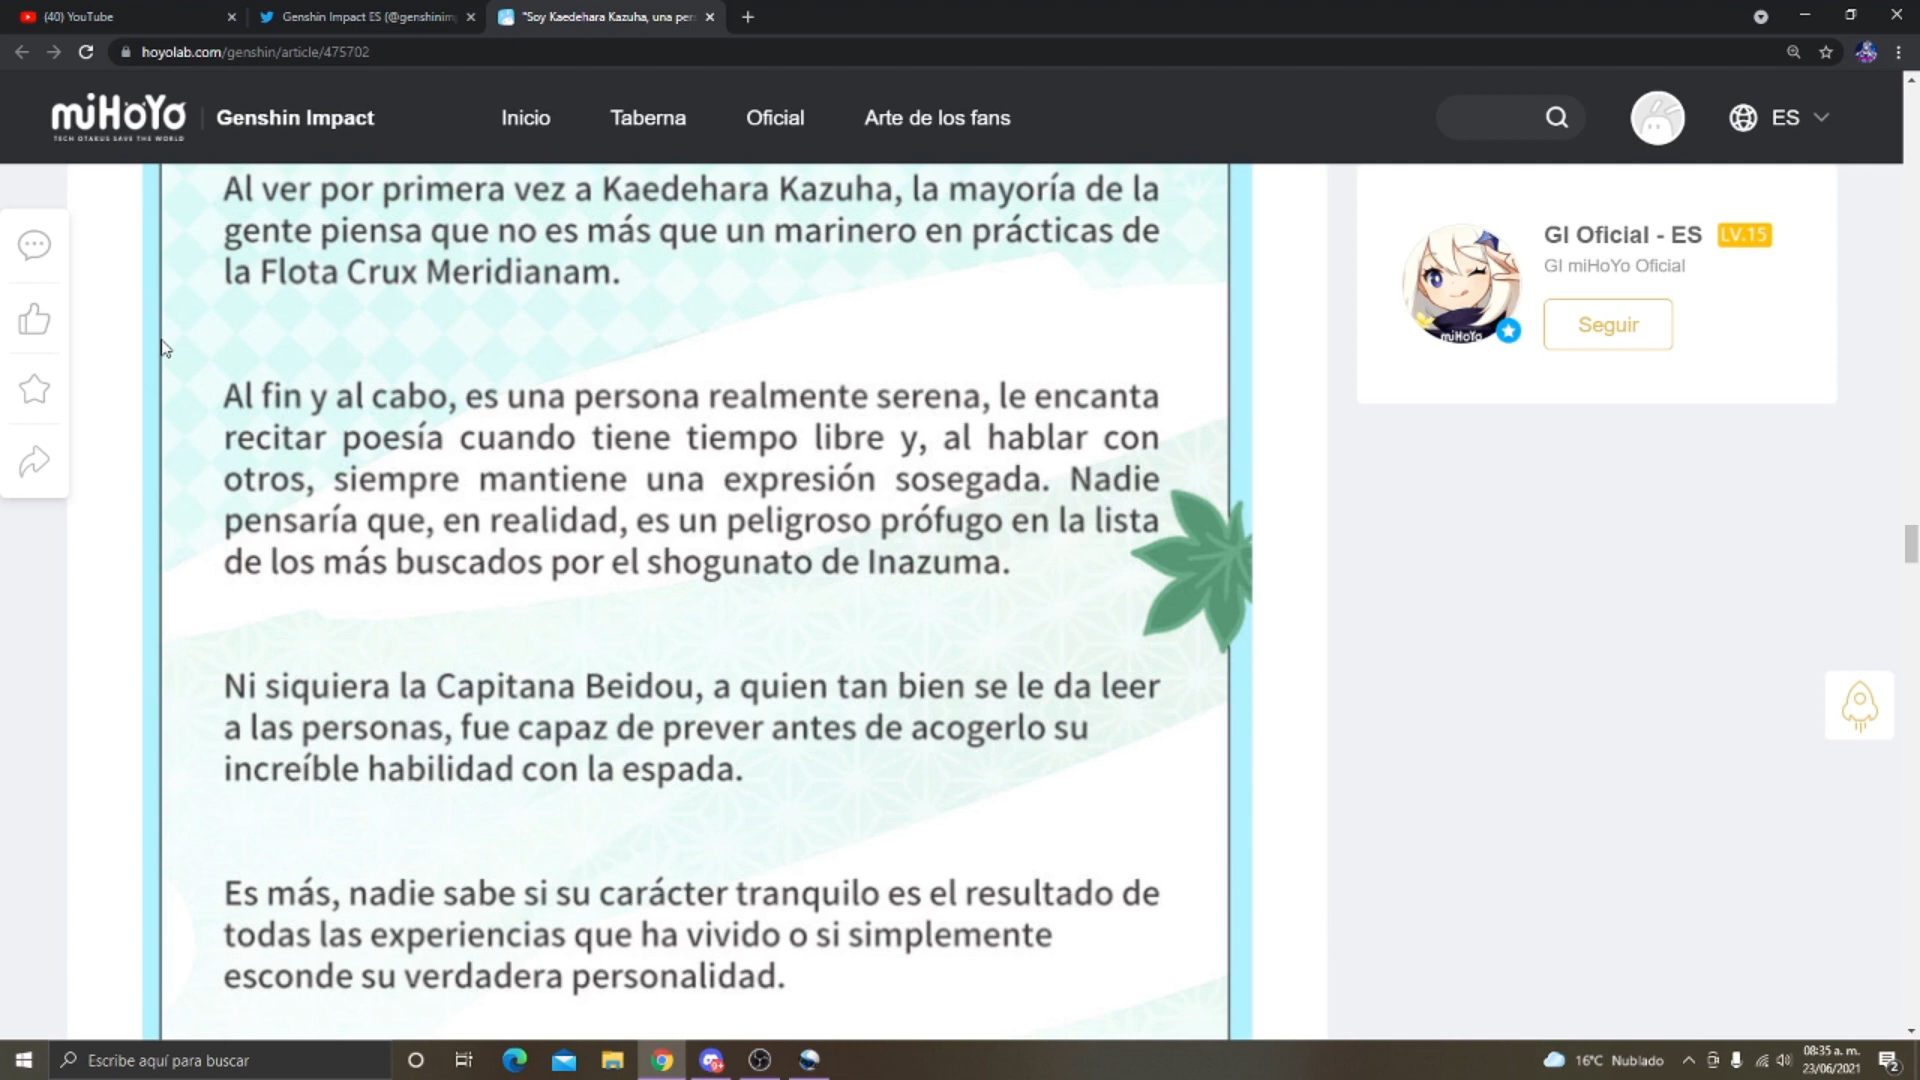 (40) YouTube
Genshin Impact ES (@genshinim
"Soy Kaedehara Kazuha, una per
hoyolab.com/genshin/article/475702
miHoYo
TECH OTAKUS SAVE THE WORLD
Genshin Impact
Inicio
Taberna
Oficial
Arte de los fans
ES
Al ver por primera vez a Kaedehara Kazuha, la mayoría de la
gente piensa que no es más que un marinero en prácticas de
la Flota Crux Meridianam.
Al fin y al cabo, es una persona realmente serena, le encanta
recitar poesía cuando tiene tiempo libre y, al hablar con
otros, siempre mantiene una expresión sosegada. Nadie
pensaría que, en realidad, es un peligroso prófugo en la lista
de los más buscados por el shogunato de Inazuma.
Ni siquiera la Capitana Beidou, a quien tan bien se le da leer
a las personas, fue capaz de prever antes de acogerlo su
increíble habilidad con la espada.
Es más, nadie sabe si su carácter tranquilo es el resultado de
todas las experiencias que ha vivido o si simplemente
esconde su verdadera personalidad.
GI Oficial - ES LV.15
GI miHoYo Oficial
miHoYo
Seguir
Escribe aquí para buscar
9+
16°C Nublado
08:35 a. m.
23/06/2021
2